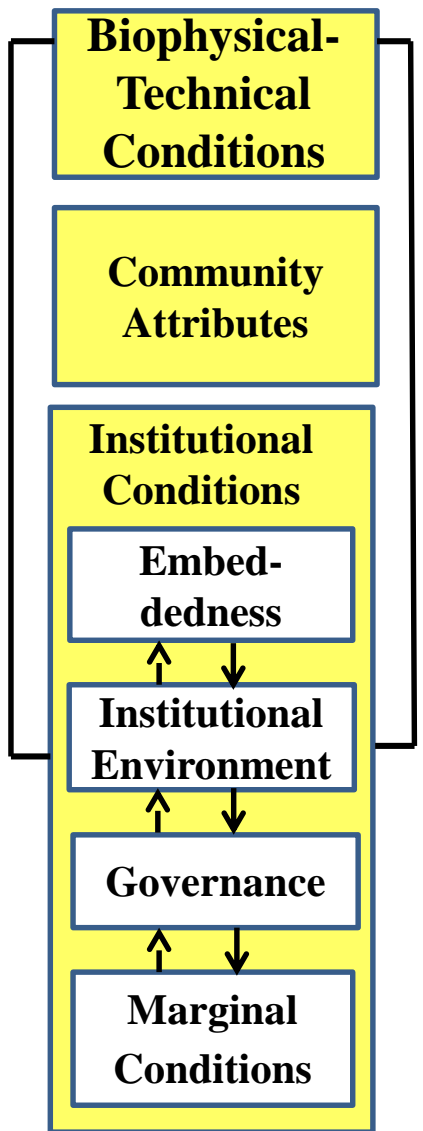 Biophysical-
Technical
Conditions
Community
Attributes
Institutional
Conditions
Embed-
dedness
Institutional
Environment
Governance
Marginal
Conditions